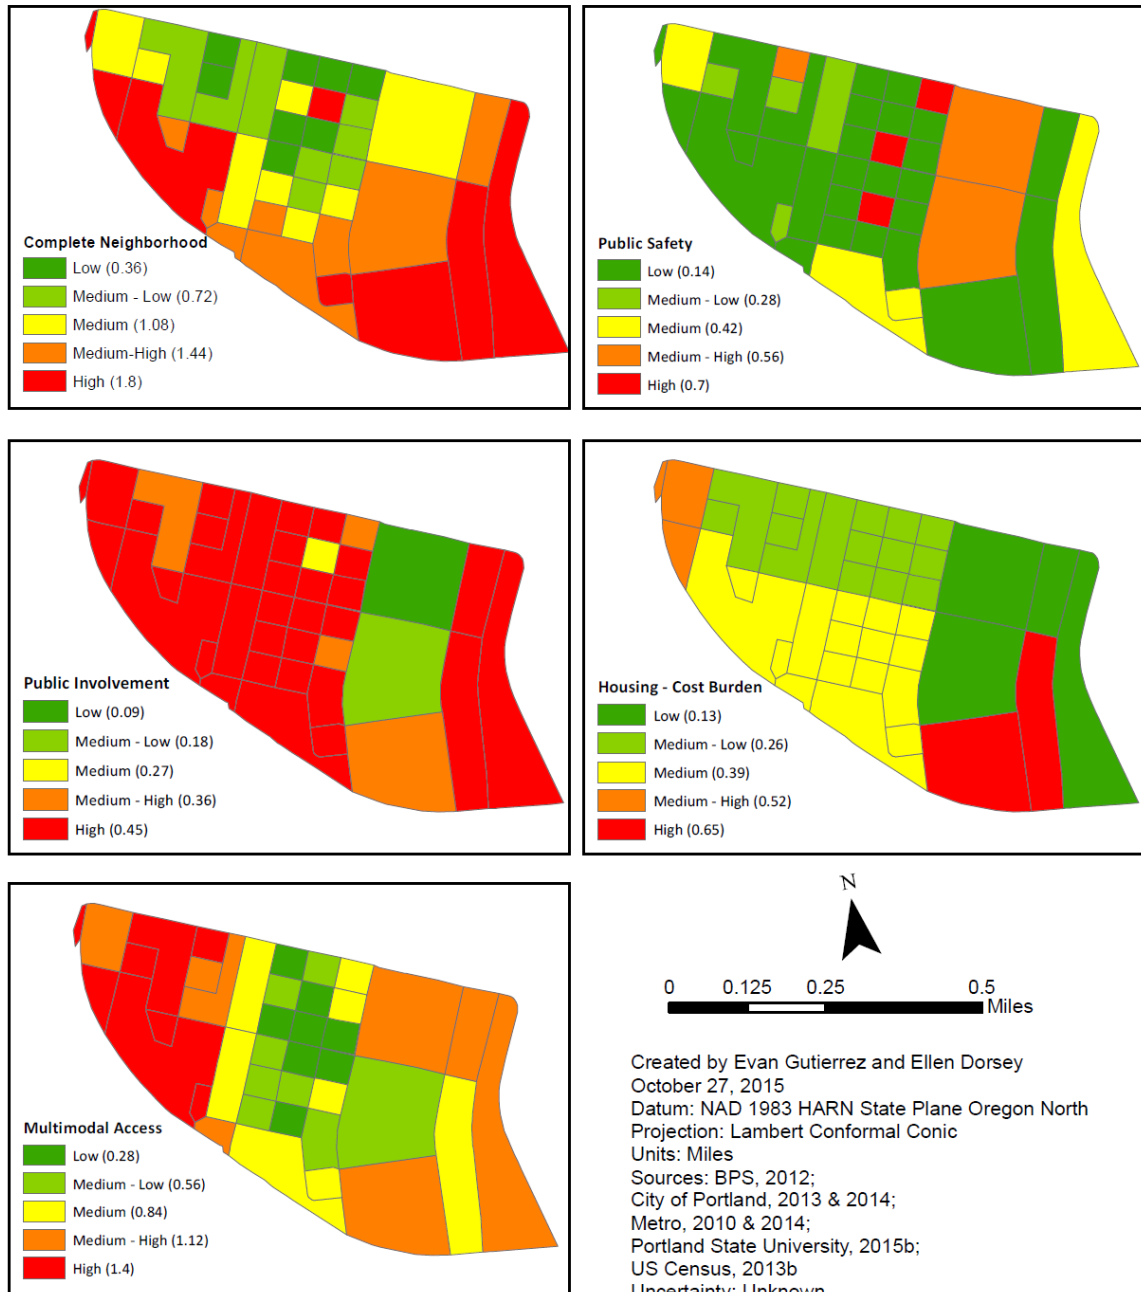 Complete Neighborhood
Low (0.36)
Medium - Low (0.72)
Medium (1.08)
Medium-High (1.44)
High (1.8)
Public Safety
Low (0.14)
Medium - Low (0.28)
Medium (0.42)
Medium - High (0.56)
High (0.7)
Public Involvement
Low (0.09)
Medium - Low (0.18)
Medium (0.27)
Medium - High (0.36)
High (0.45)
Housing - Cost Burden
Low (0.13)
Medium - Low (0.26)
Medium (0.39)
Medium - High (0.52)
High (0.65)
Multimodal Access
Low (0.28)
Medium - Low (0.56)
Medium (0.84)
Medium - High (1.12)
High (1.4)
N
0 0.125 0.25 0.5
Miles
Created by Evan Gutierrez and Ellen Dorsey
October 27, 2015
Datum: NAD 1983 HARN State Plane Oregon North
Projection: Lambert Conformal Conic
Units: Miles
Sources: BPS, 2012;
City of Portland, 2013 & 2014;
Metro, 2010 & 2014;
Portland State University, 2015b;
US Census, 2013b
Uncertainty: Unknown